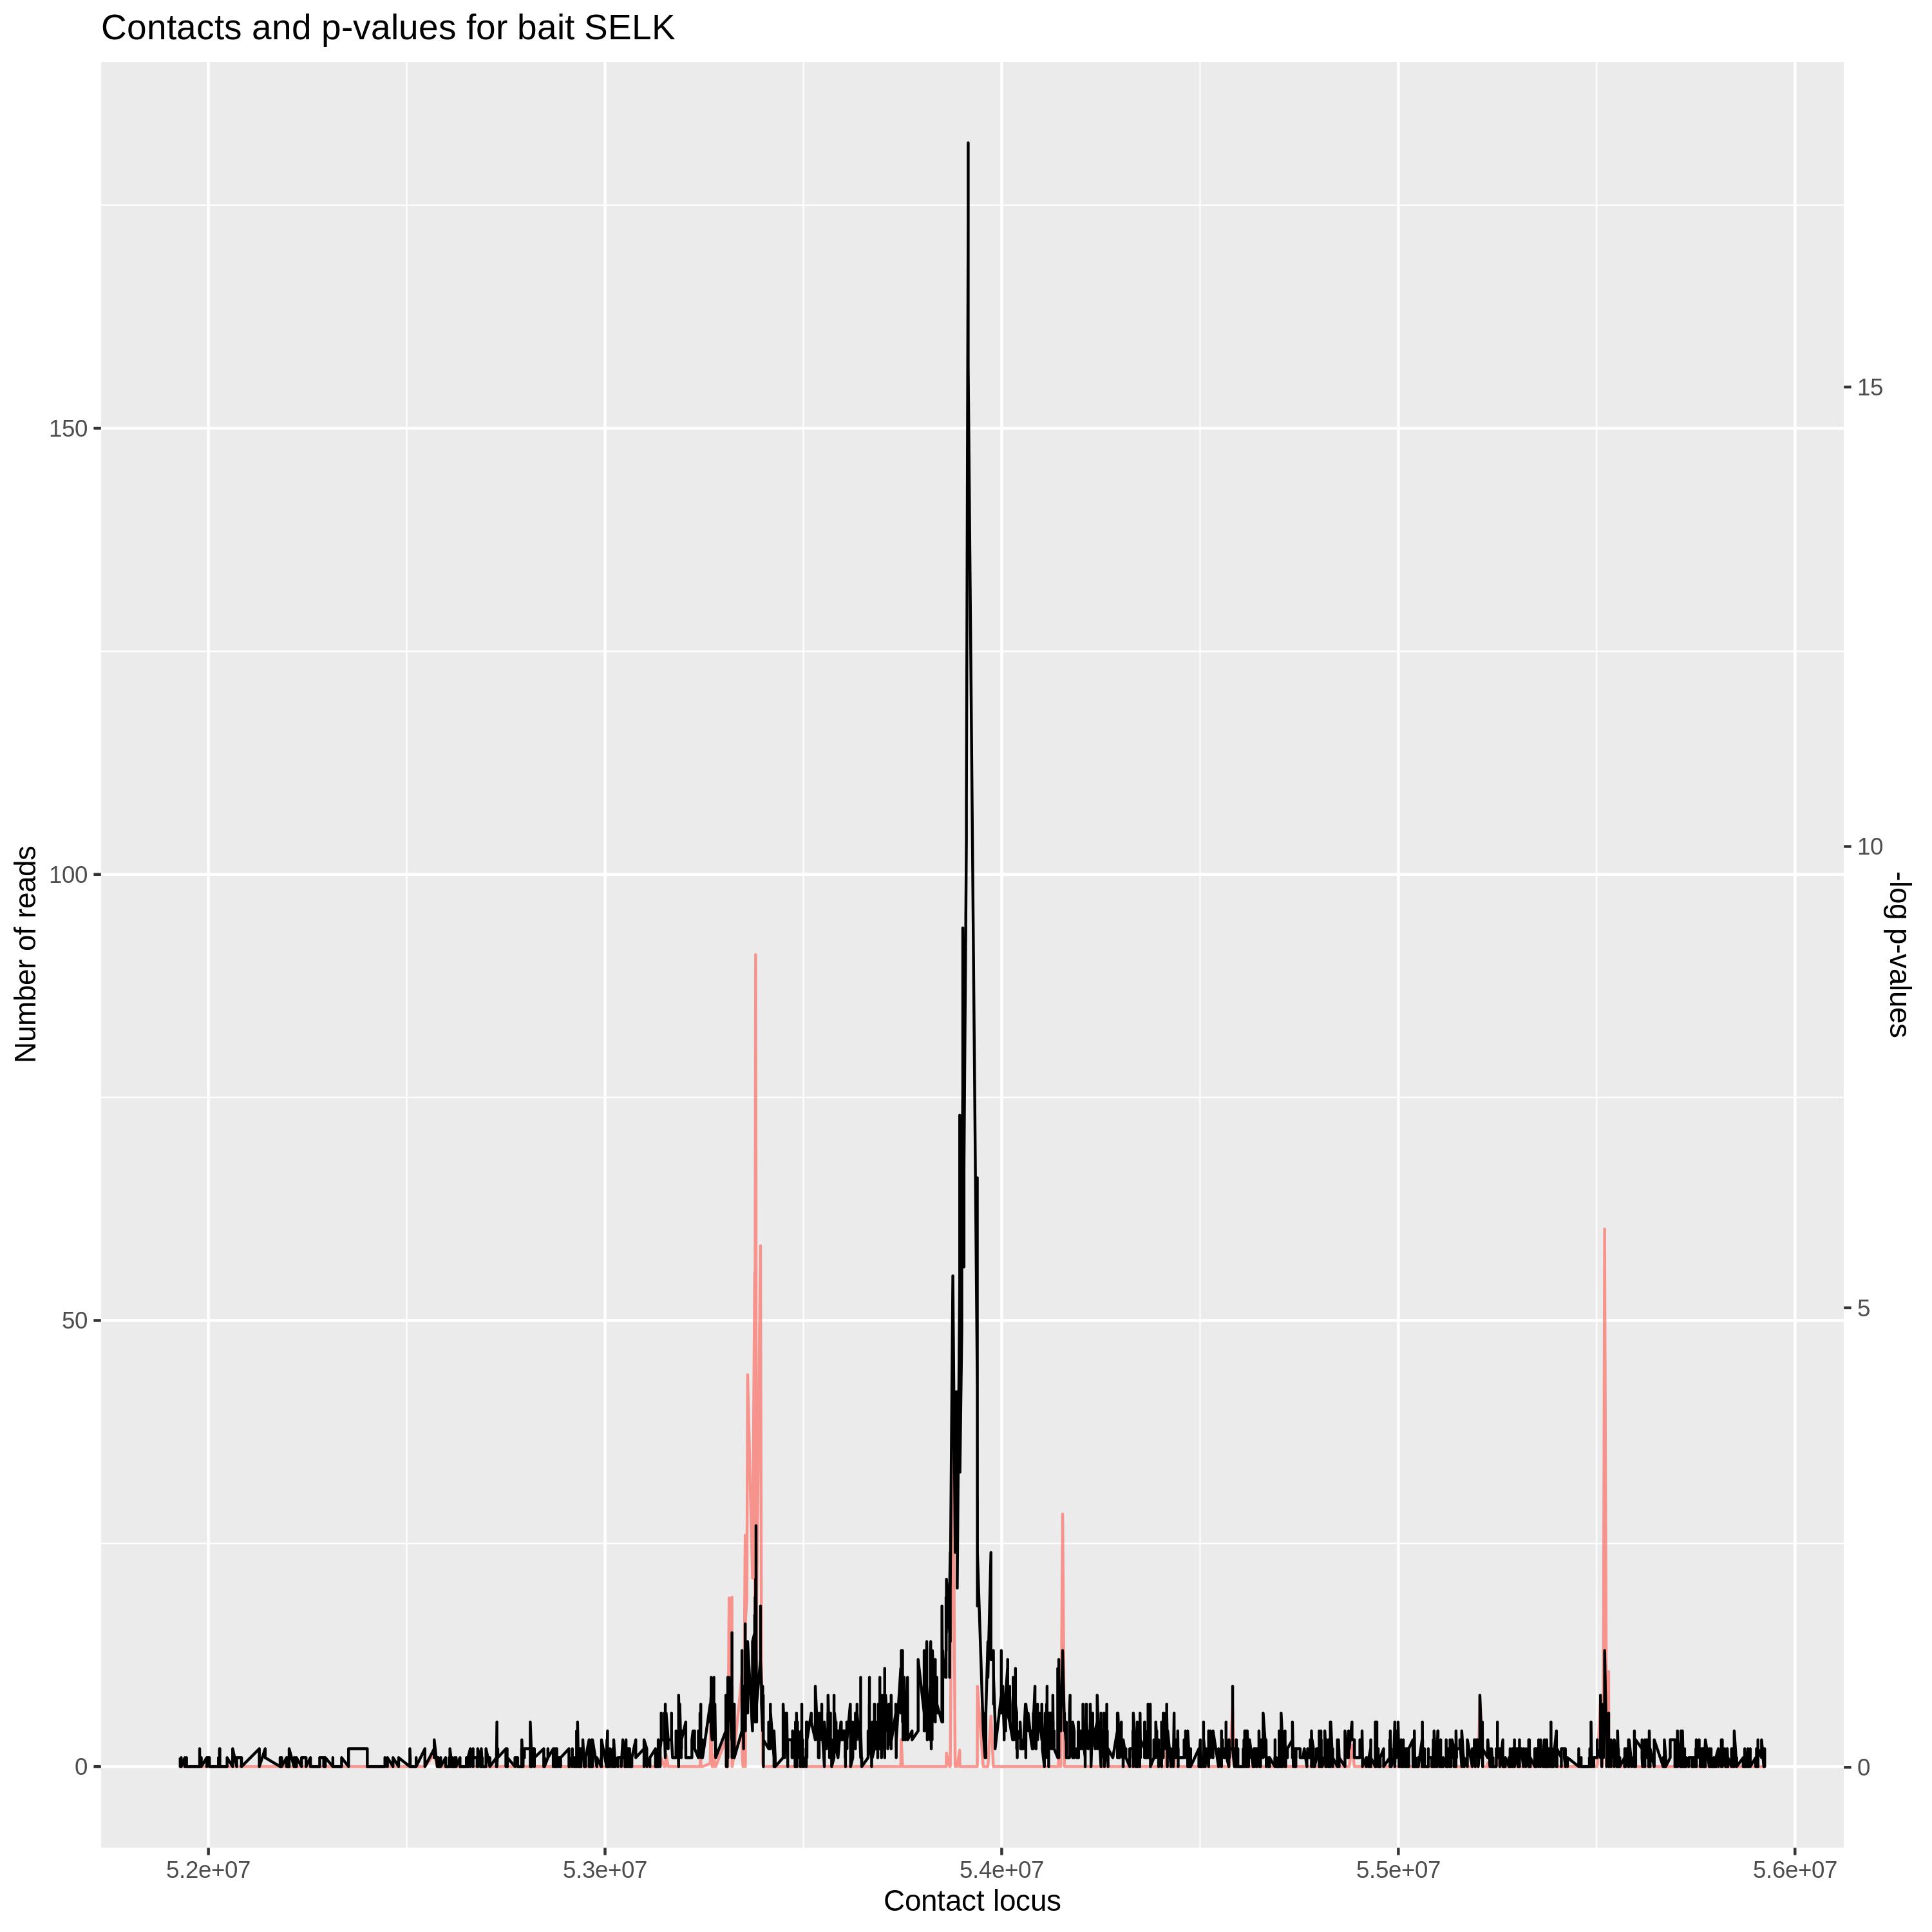 Contacts and p-values for bait SELK
Number of reads
150
100
50
0
15
10
5
0
-log p-values
5.2e+07 5.3e+07 5.4e+07 5.5e+07 5.6e+07
Contact locus